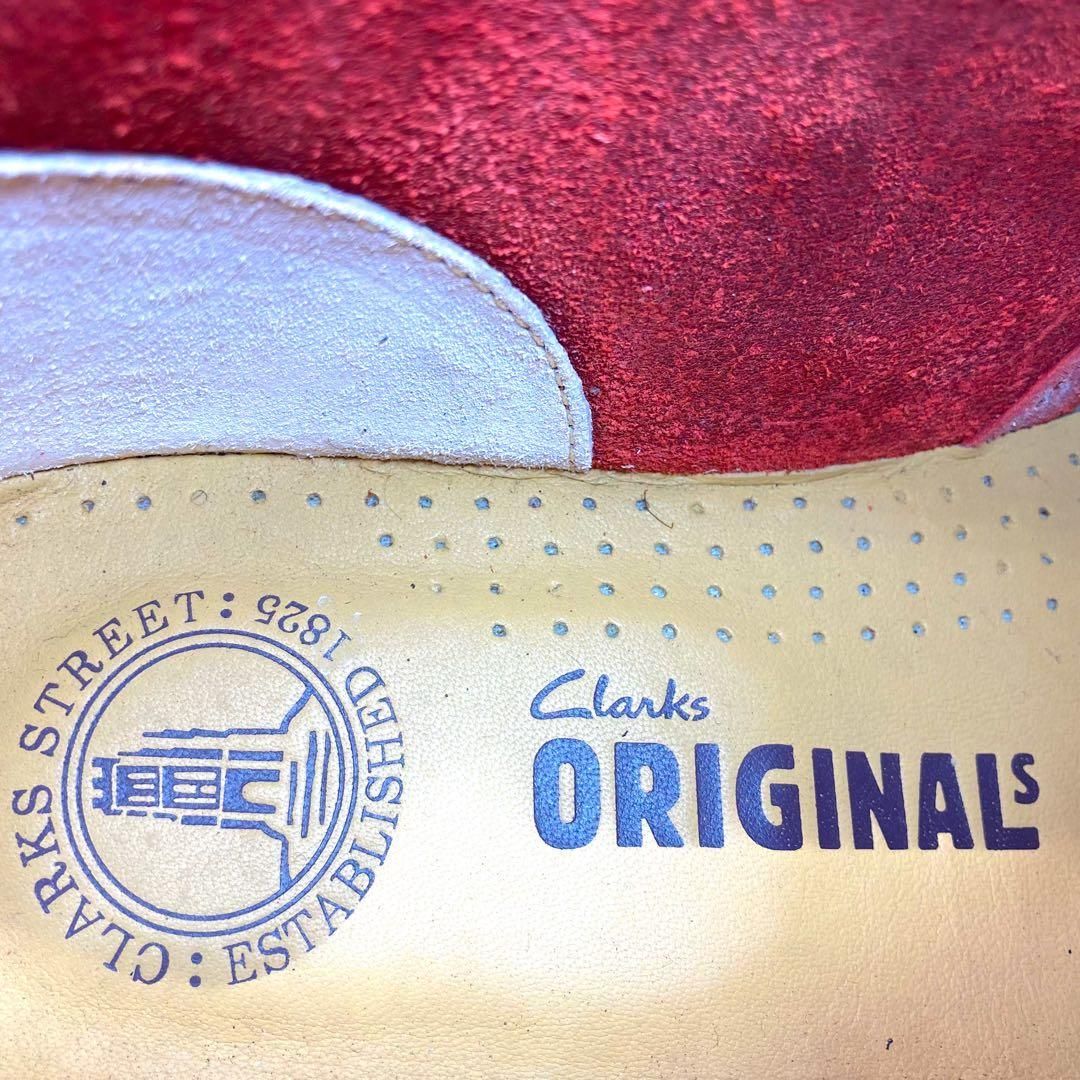 CLARKS STREET: ESTABLISHED 1825
Clarks
ORIGINALS